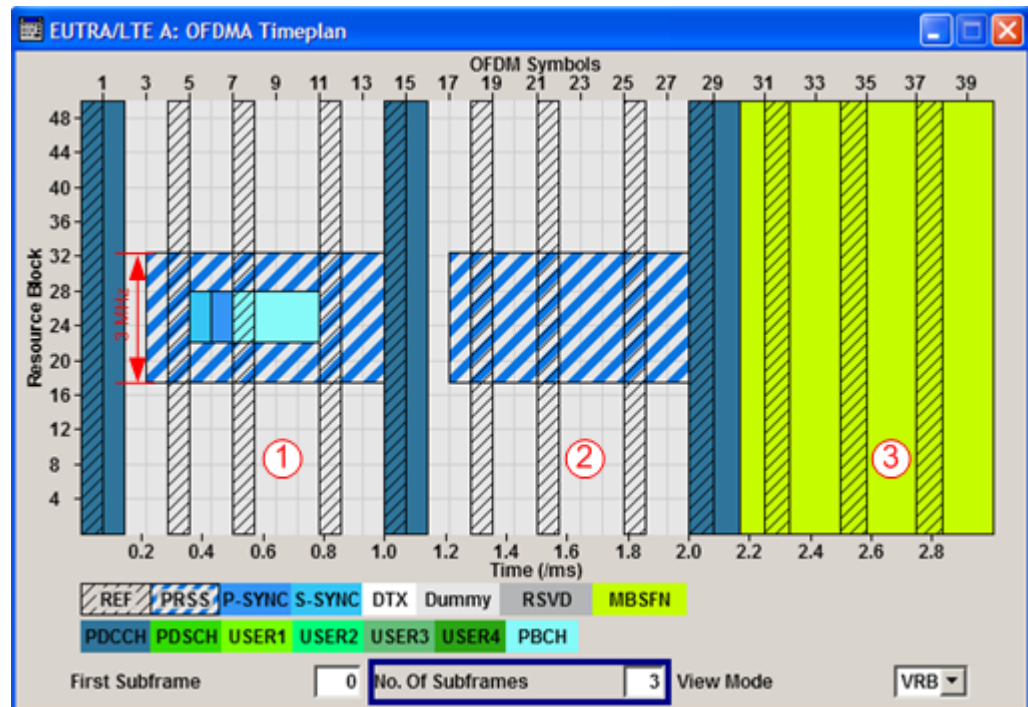 EUTRA/LTE A: OFDMA Timeplan
OFDM Symbols
1 3 5 7 9 11 13 15 17 19 21 23 25 27 29 31 33 35 37 39
Resource Block
48
44
40
36
32
28
24
20
16
12
8
4
3 MHz
1 2 3
0.2 0.4 0.6 0.8 1.0 1.2 1.4 1.6 1.8 2.0 2.2 2.4 2.6 2.8
Time (/ms)
REF PRSS P-SYNC S-SYNC DTX Dummy RSVD MBSFN
PDCCH PDSCH USER1 USER2 USER3 USER4 PBCH
First Subframe 0 No. Of Subframes 3 View Mode VRB